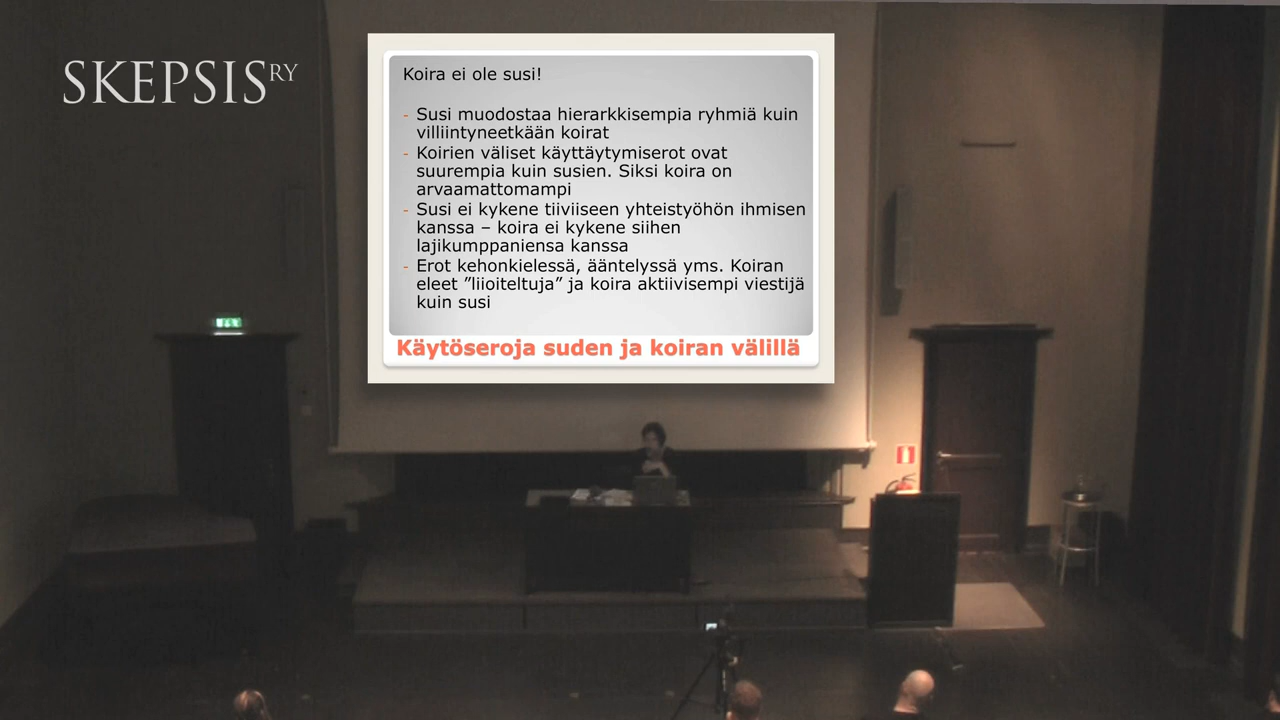 SKEPSIS RY
Koira ei ole susi!
- Susi muodostaa hierarkkisempia ryhmiä kuin
villiintyneetkään koirat
- Koirien väliset käyttäytymiserot ovat
suurempia kuin susien. Siksi koira on
arvaamattomampi
- Susi ei kykene tiiviiseen yhteistyöhön ihmisen
kanssa – koira ei kykene siihen
lajikumppaniensa kanssa
- Erot kehonkielessä, ääntelyssä yms. Koiran
eleet ”liioiteltuja” ja koira aktiivisempi viestijä
kuin susi
Käytöseroja suden ja koiran välillä